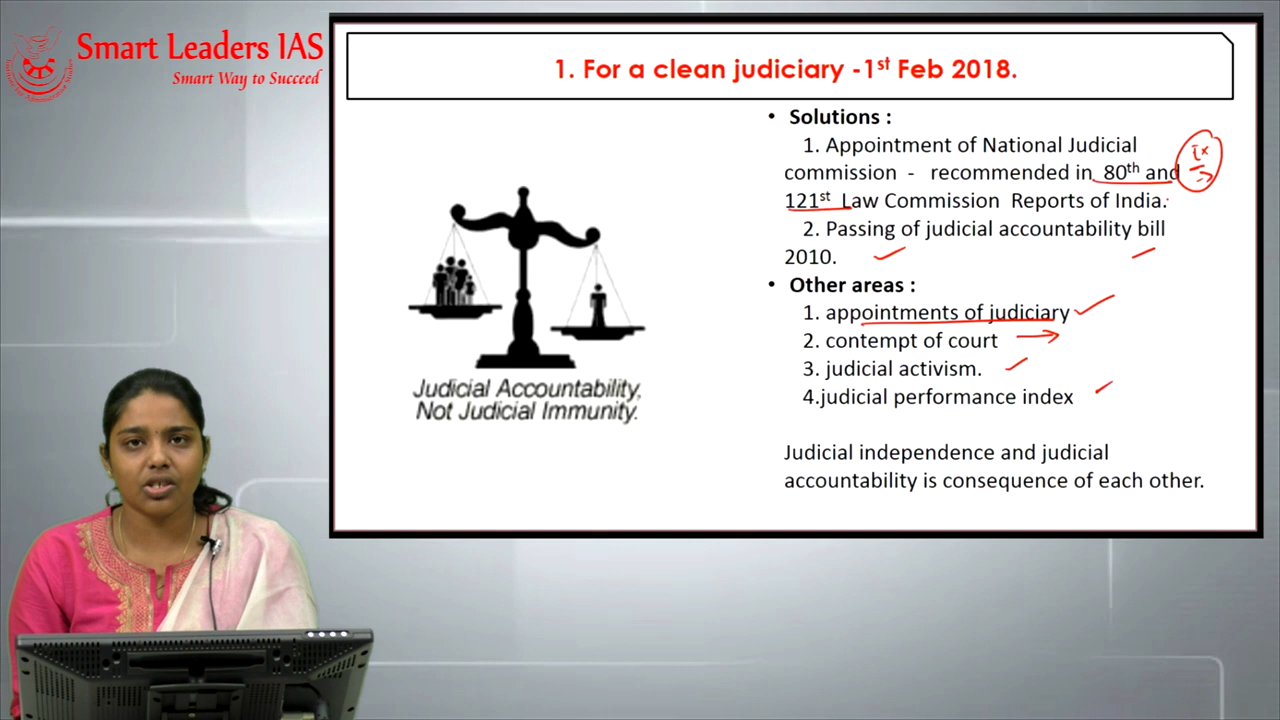 Smart Leaders IAS
Smart Way to Succeed
1. For a clean judiciary -1st Feb 2018.
• Solutions :
1. Appointment of National Judicial
commission - recommended in 80th and
121st Law Commission Reports of India.
2. Passing of judicial accountability bill
2010.
• Other areas :
1. appointments of judiciary
2. contempt of court
3. judicial activism.
4.judicial performance index
Judicial independence and judicial
accountability is consequence of each other.
Judicial Accountability,
Not Judicial Immunity.